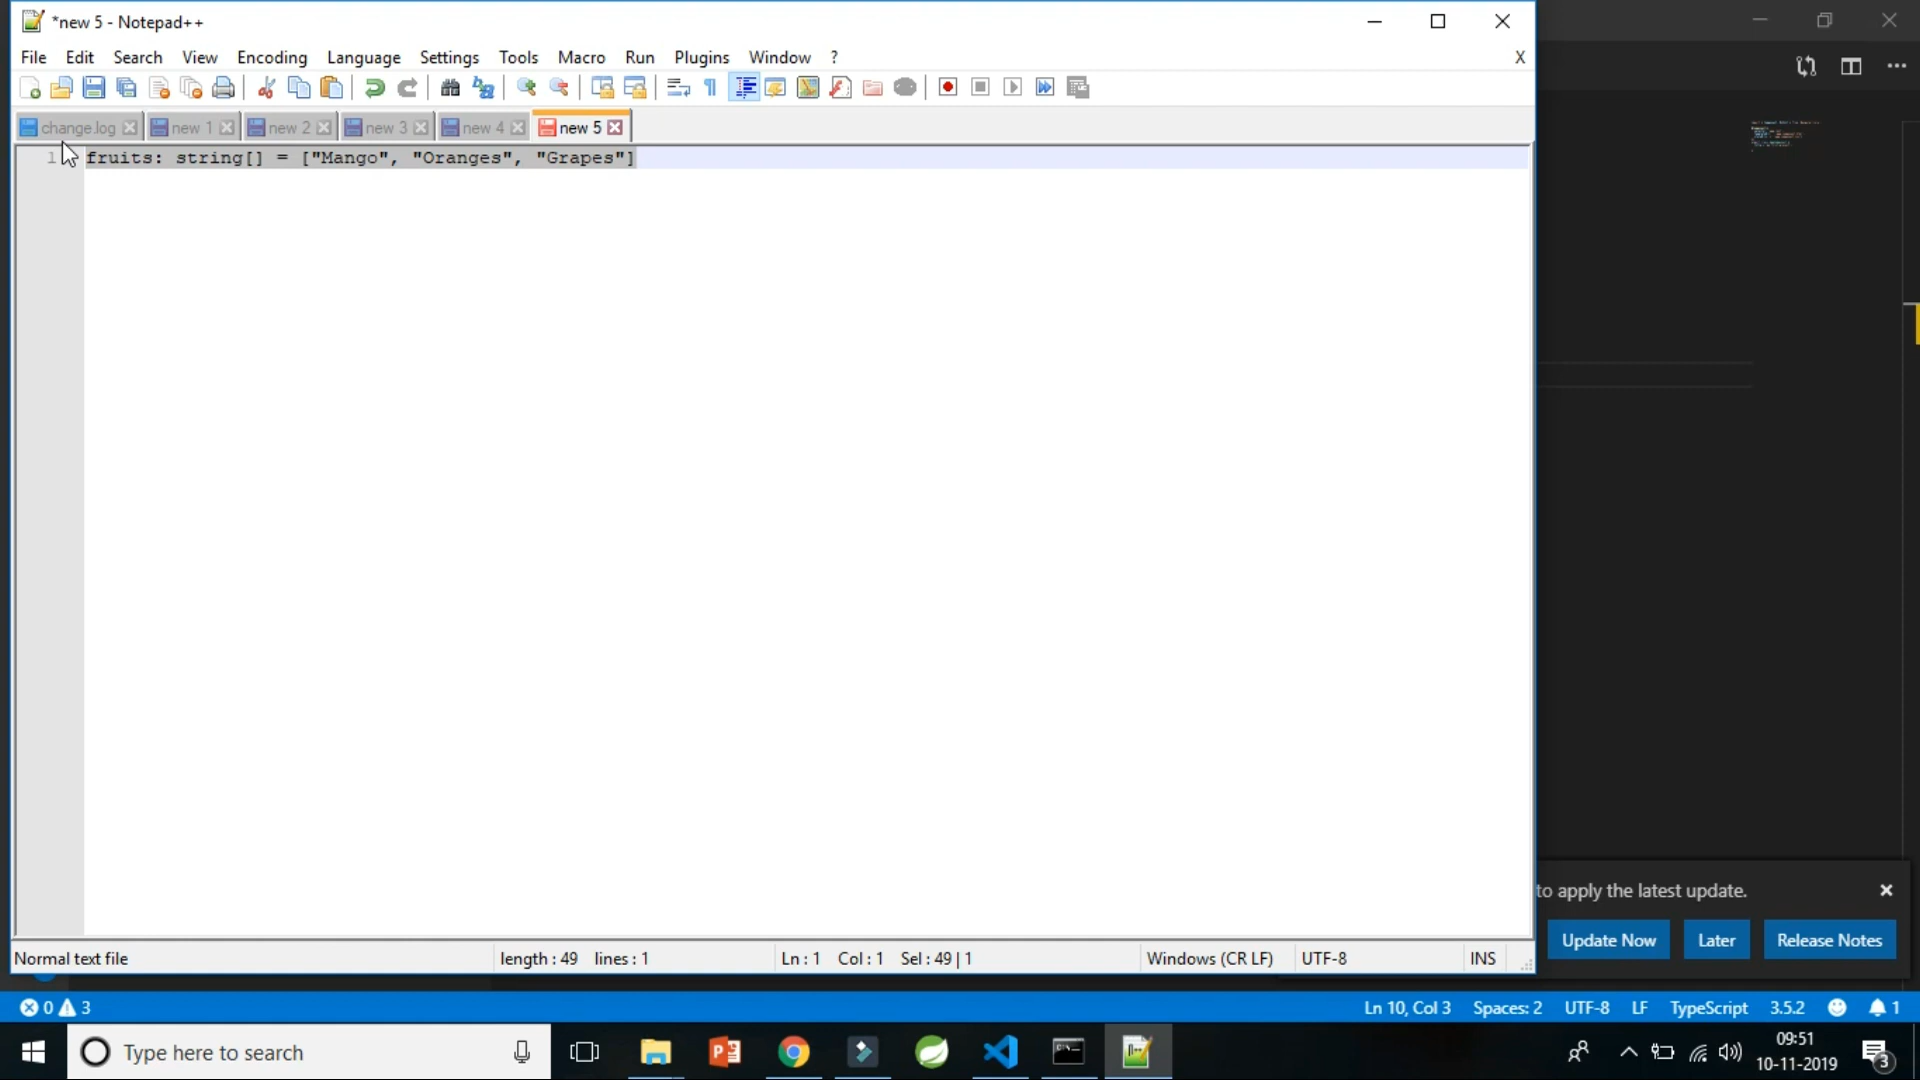 *new 5 - Notepad++
File Edit Search View Encoding Language Settings Tools Macro Run Plugins Window ? X
change.log new 1 new 2 new 3 new 4 new 5
1 fruits: string[] = ["Mango", "Oranges", "Grapes"]
to apply the latest update.
Update Now Later Release Notes
Normal text file length : 49 lines : 1 Ln : 1 Col : 1 Sel : 49 | 1 Windows (CR LF) UTF-8 INS
0 3 Ln 10, Col 3 Spaces: 2 UTF-8 LF TypeScript 3.5.2 1
Type here to search
09:51
10-11-2019
3